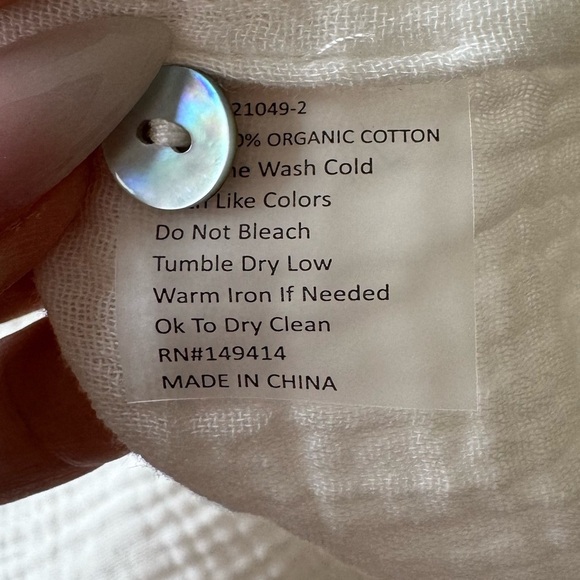 21049-2
0% ORGANIC COTTON
Wash Cold
Like Colors
Do Not Bleach
Tumble Dry Low
Warm Iron If Needed
Ok To Dry Clean
RN#149414
MADE IN CHINA